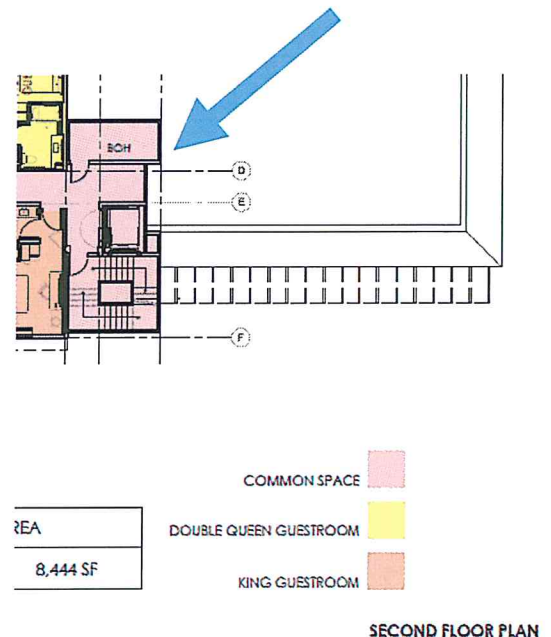 BOH
D
E
F
COMMON SPACE
DOUBLE QUEEN GUESTROOM
KING GUESTROOM
REA
8,444 SF
SECOND FLOOR PLAN